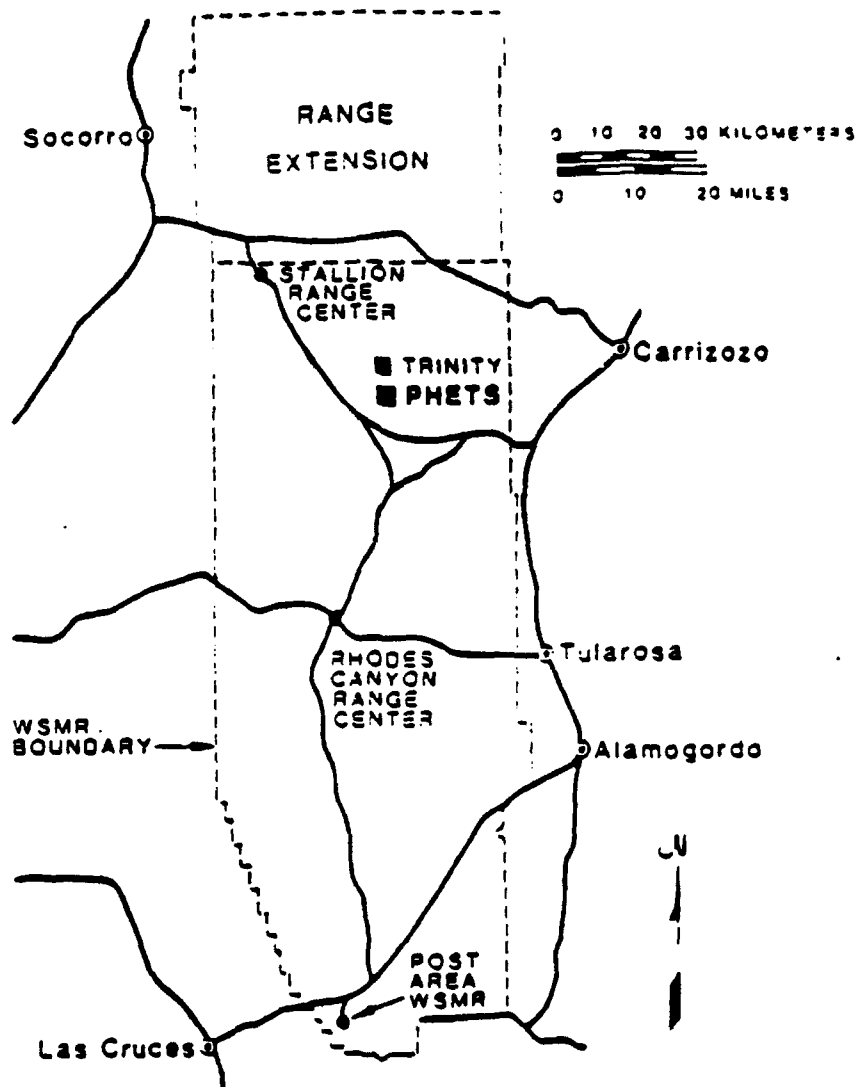 RANGE
EXTENSION
Socorro
0 10 20 30 KILOMETERS
0 20 MILES
STALLION
RANGE
CENTER
TRINITY
PHETS
Carrizozo
RHODES
CANYON
RANGE
CENTER
Tularosa
WSMR
BOUNDARY
Alamogordo
N
POST
AREA
WSMR
Las Cruces